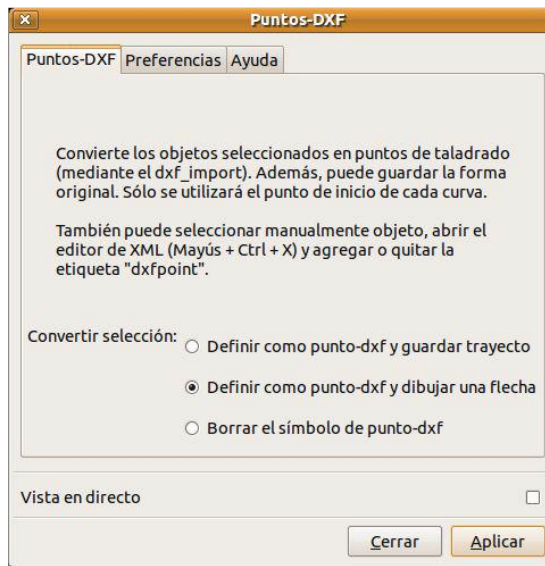 Puntos-DXF
Puntos-DXF Preferencias Ayuda
Convierte los objetos seleccionados en puntos de taladrado
(mediante el dxf_import). Además, puede guardar la forma
original. Sólo se utilizará el punto de inicio de cada curva.
También puede seleccionar manualmente objeto, abrir el
editor de XML (Mayús + Ctrl + X) y agregar o quitar la
etiqueta "dxfpoint".
Convertir selección:
Definir como punto-dxf y guardar trayecto
Definir como punto-dxf y dibujar una flecha
Borrar el símbolo de punto-dxf
Vista en directo
Cerrar Aplicar